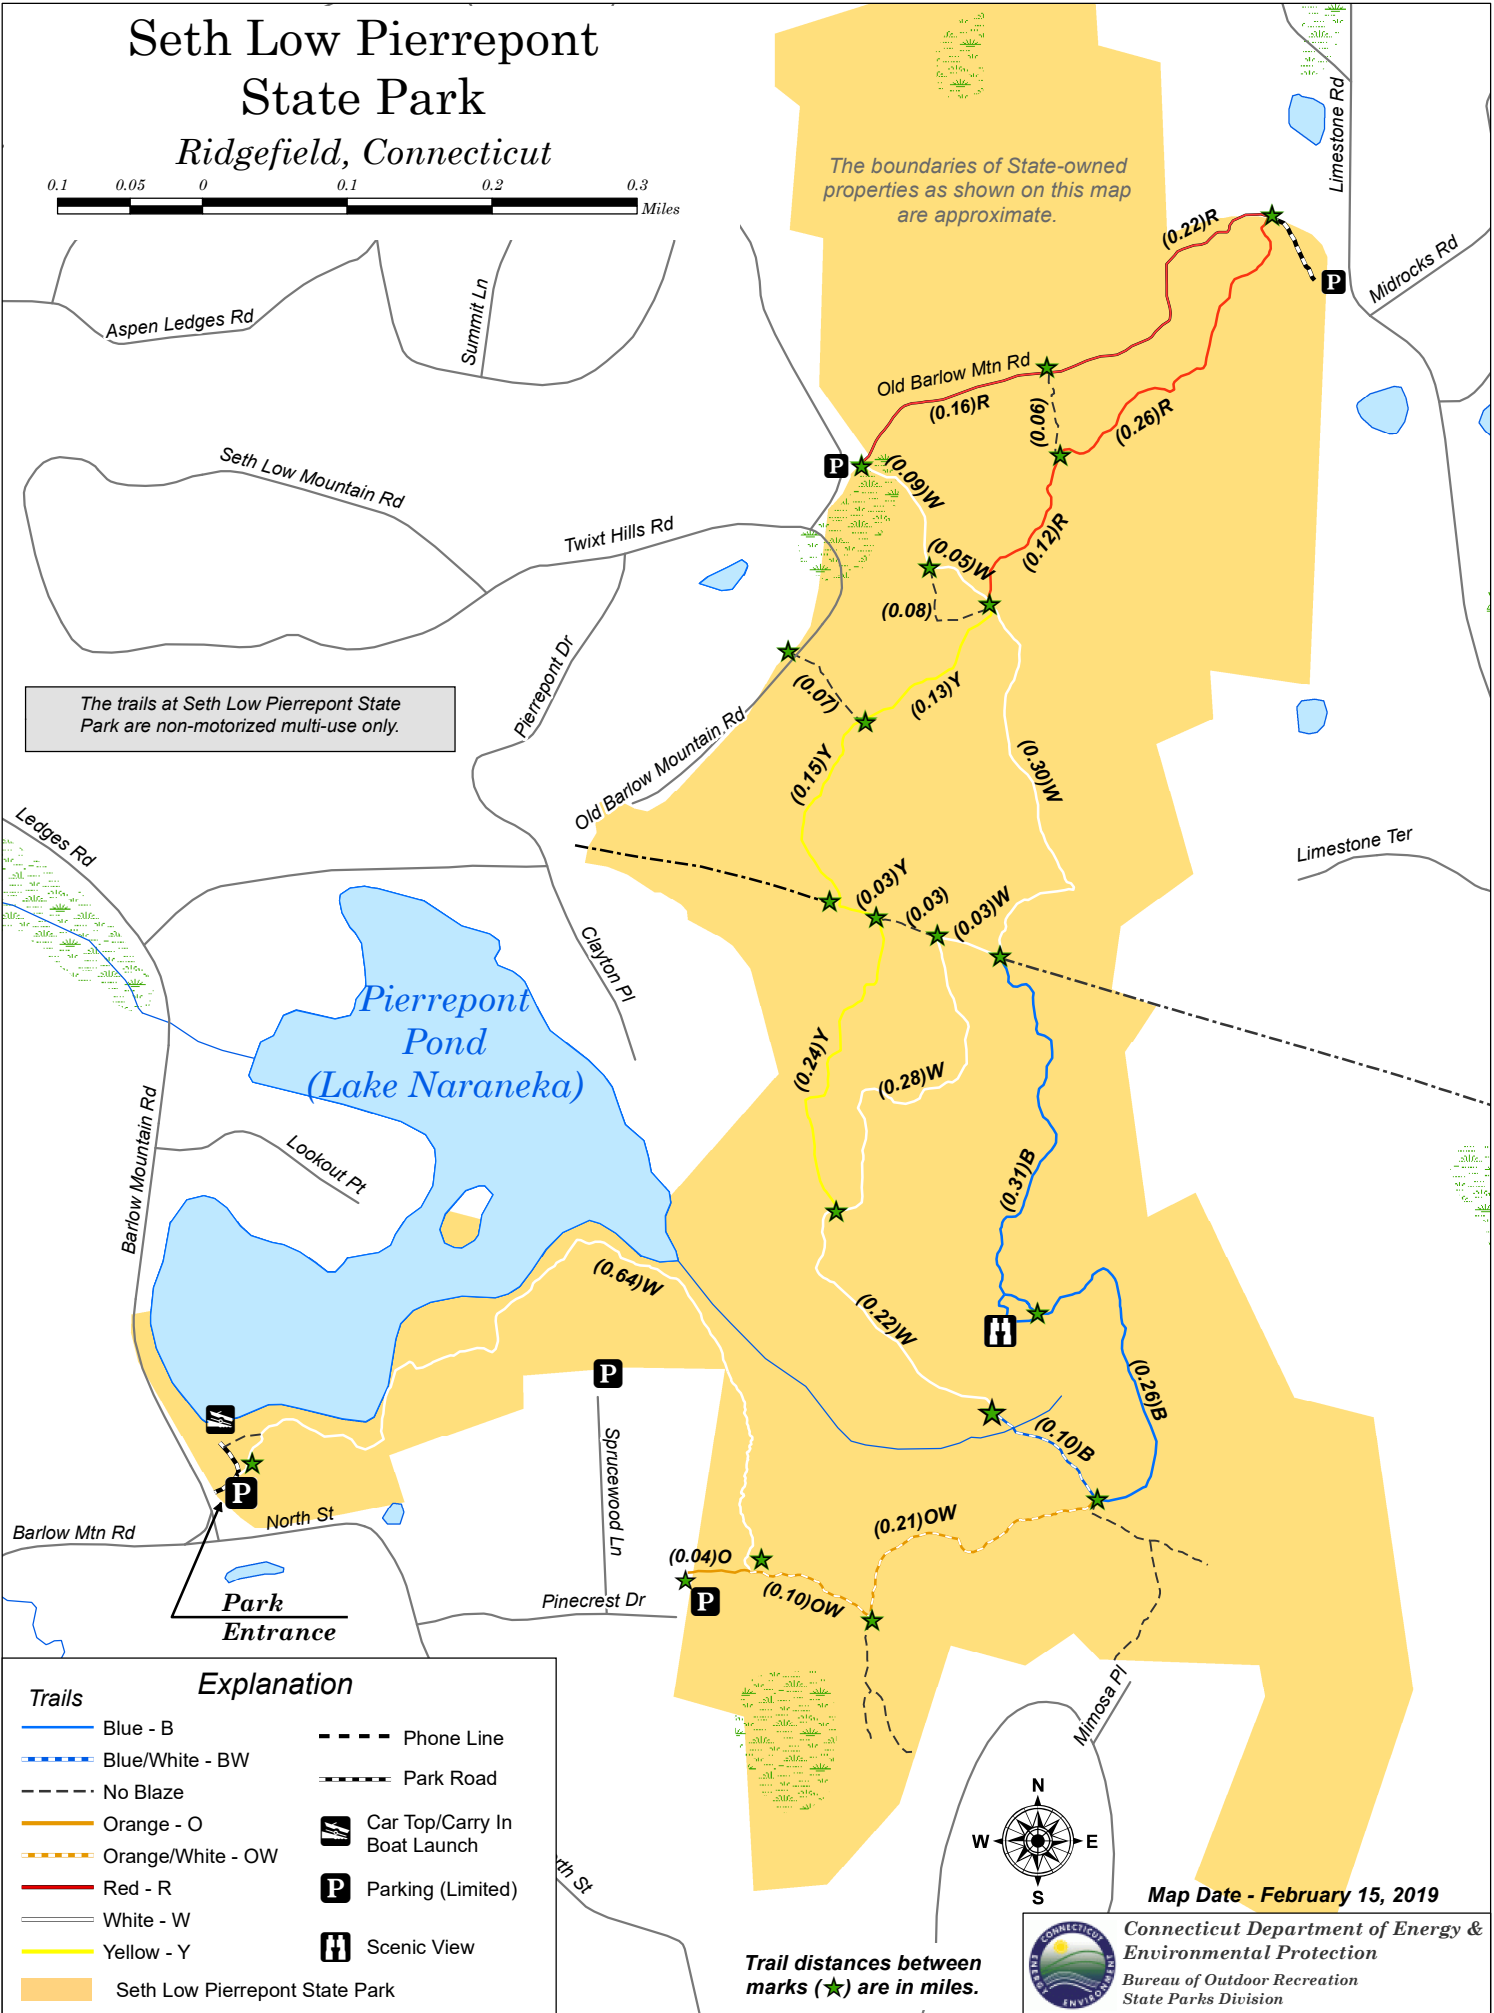 Seth Low Pierrepont
State Park
Ridgefield, Connecticut
0.1 0.05 0 0.1 0.2 0.3
Miles
The boundaries of State-owned
properties as shown on this map
are approximate.
Limestone Rd
Midrocks Rd
(0.22)R
P
Aspen Ledges Rd
Summit Ln
Old Barlow Mtn Rd
(0.16)R
(0.06)
(0.26)R
Seth Low Mountain Rd
P
(0.09)W
Twixt Hills Rd
(0.05)W
(0.12)R
(0.08)
Pierrepont Dr
(0.07)
(0.13)Y
The trails at Seth Low Pierrepont State
Park are non-motorized multi-use only.
Old Barlow Mountain Rd
(0.15)Y
(0.30)W
Ledges Rd
Limestone Ter
(0.03)Y
(0.03)
(0.03)W
Clayton Pl
Pierrepont
Pond
(Lake Naraneka)
(0.24)Y
(0.28)W
Barlow Mountain Rd
Lookout Pt
(0.31)B
(0.64)W
(0.22)W
P
(0.26)B
(0.10)B
Sprucewood Ln
P
North St
Barlow Mtn Rd
(0.21)OW
(0.04)O
(0.10)OW
P
Pinecrest Dr
Park
Entrance
Mimosa Pl
Explanation
Trails
Blue - B
Blue/White - BW
No Blaze
Orange - O
Orange/White - OW
Red - R
White - W
Yellow - Y
Seth Low Pierrepont State Park
Phone Line
Park Road
Car Top/Carry In
Boat Launch
P Parking (Limited)
Scenic View
rth St
N
W E
S
Trail distances between
marks (★) are in miles.
Map Date - February 15, 2019
CONNECTICUT
ENERGY ENVIRONMENT
Connecticut Department of Energy &
Environmental Protection
Bureau of Outdoor Recreation
State Parks Division